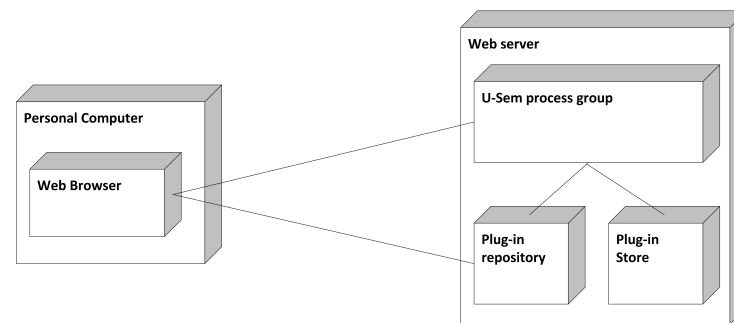 Web server
U-Sem process group
Personal Computer
Web Browser
Plug-in
repository
Plug-in
Store